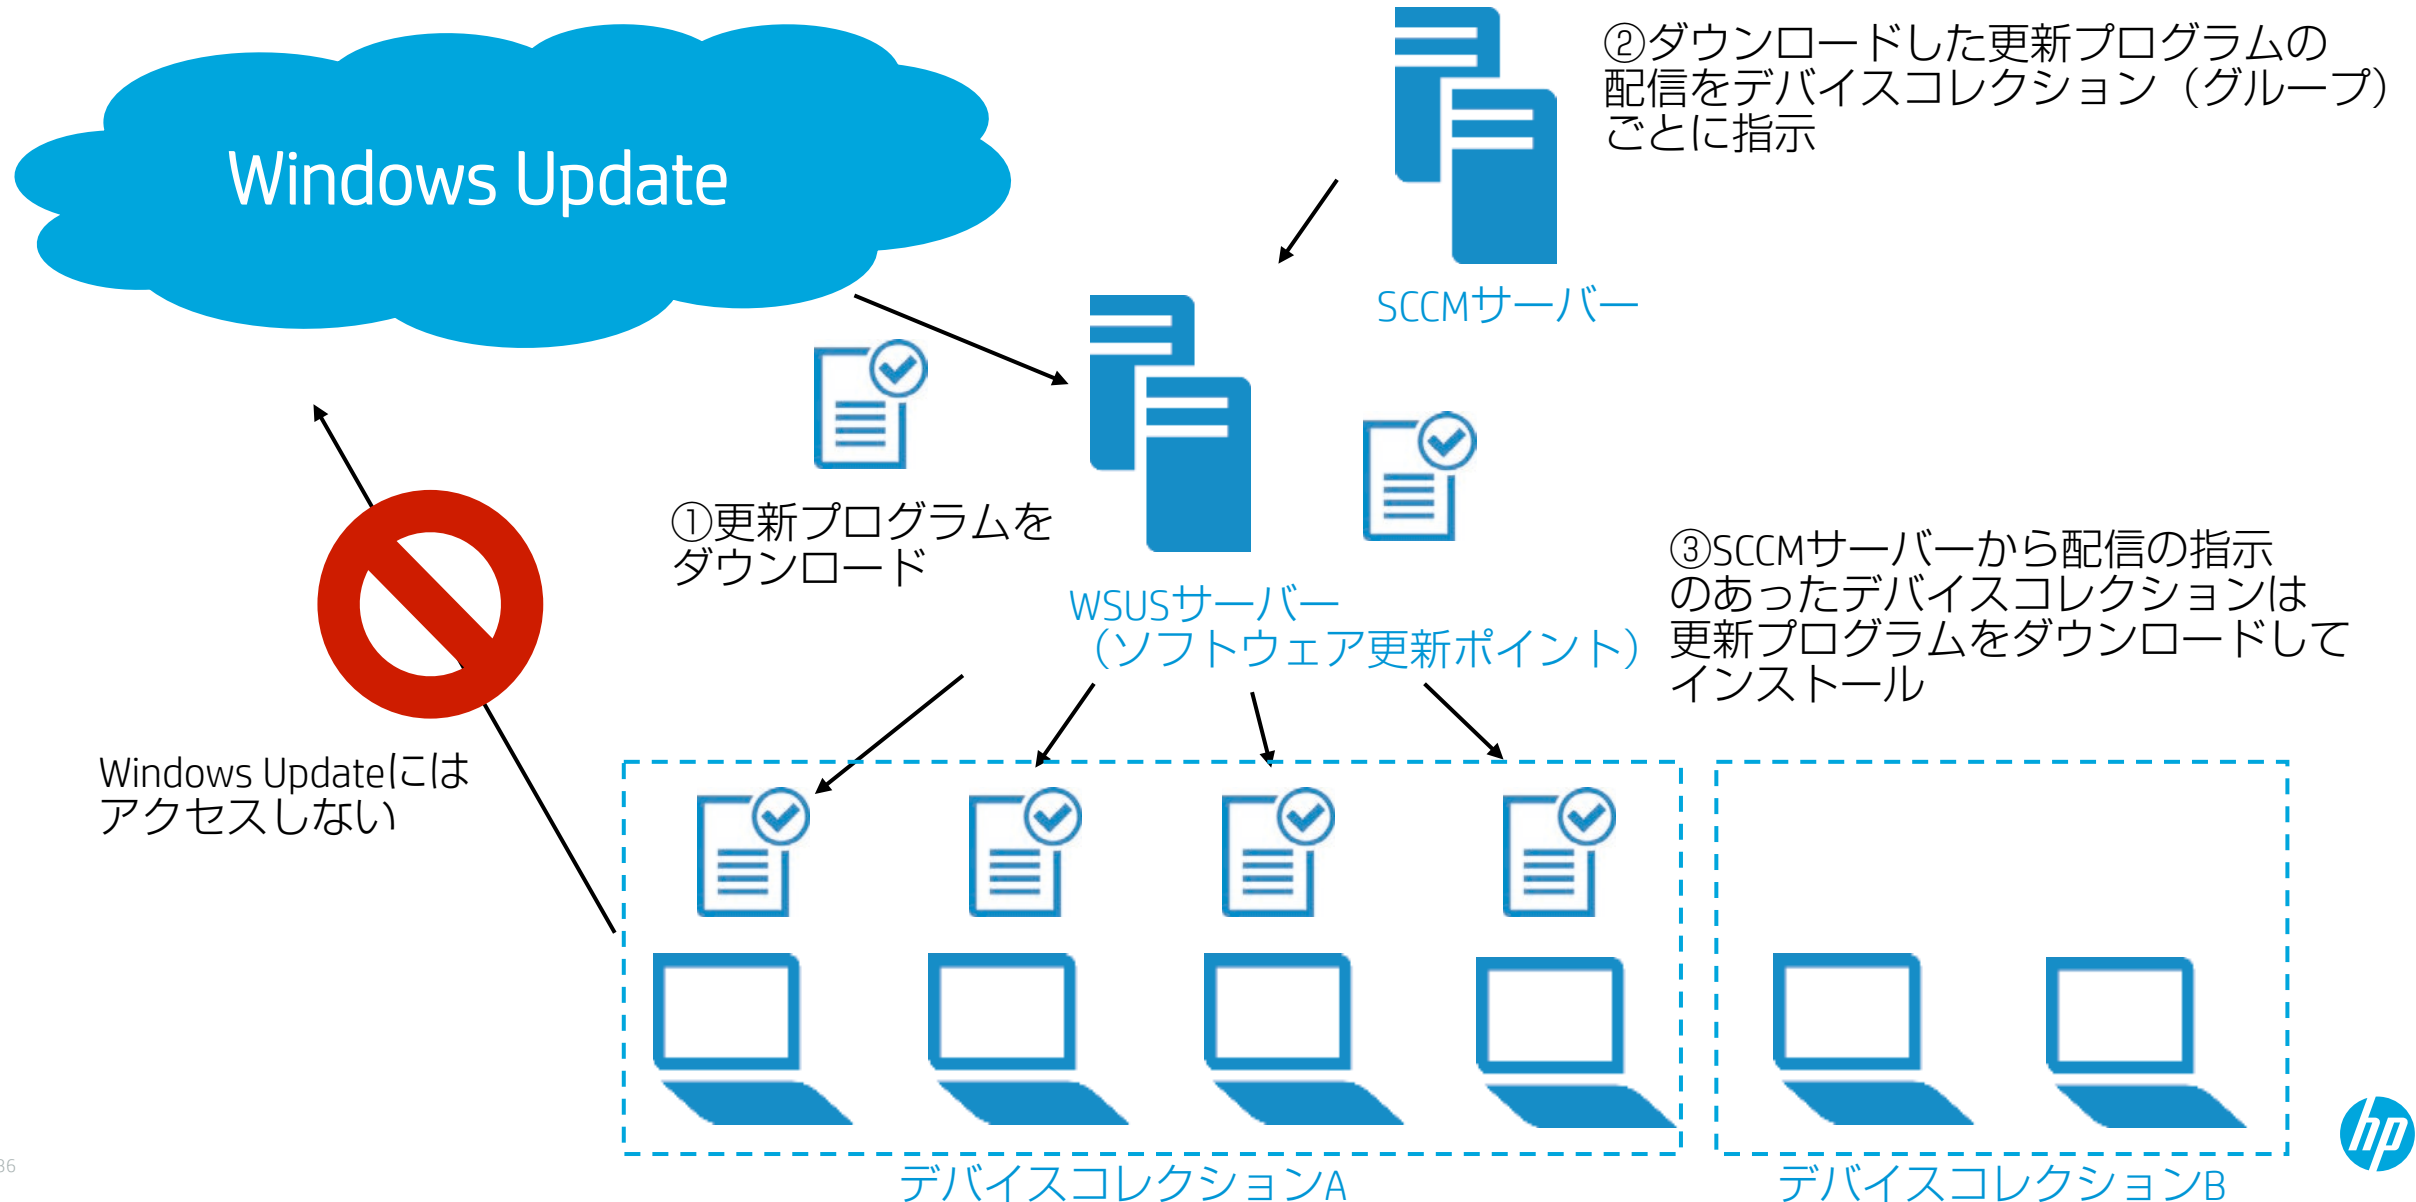 Windows Update
②ダウンロードした更新プログラムの
配信をデバイスコレクション（グループ）
ごとに指示
SCCMサーバー
①更新プログラムを
ダウンロード
WSUSサーバー
（ソフトウェア更新ポイント）
③SCCMサーバーから配信の指示
のあったデバイスコレクションは
更新プログラムをダウンロードして
インストール
Windows Updateには
アクセスしない
デバイスコレクションA
デバイスコレクションB
hp